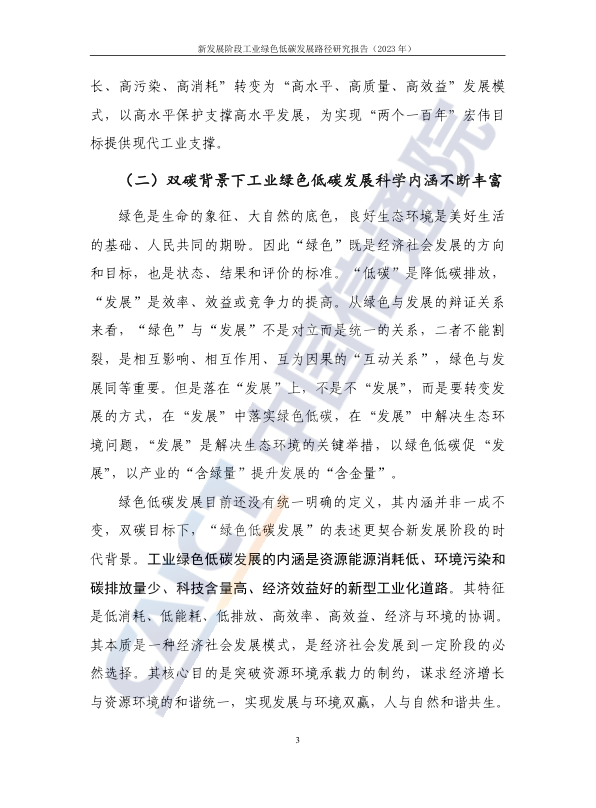 新发展阶段工业绿色低碳发展路径研究报告（2023 年）
长、高污染、高消耗”转变为“高水平、高质量、高效益”发展模
式，以高水平保护支撑高水平发展，为实现“两个一百年”宏伟目
标提供现代工业支撑。
（二）双碳背景下工业绿色低碳发展科学内涵不断丰富
绿色是生命的象征、大自然的底色，良好生态环境是美好生活
的基础、人民共同的期盼。因此“绿色”既是经济社会发展的方向
和目标，也是状态、结果和评价的标准。“低碳”是降低碳排放，
“发展”是效率、效益或竞争力的提高。从绿色与发展的辩证关系
来看，“绿色”与“发展”不是对立而是统一的关系，二者不能割
裂，是相互影响、相互作用、互为因果的“互动关系”，绿色与发
展同等重要。但是落在“发展”上，不是不“发展”，而是要转变发
展的方式，在“发展”中落实绿色低碳，在“发展”中解决生态环
境问题，“发展”是解决生态环境的关键举措，以绿色低碳促“发
展”，以产业的“含绿量”提升发展的“含金量”。
绿色低碳发展目前还没有统一明确的定义，其内涵并非一成不
变，双碳目标下，“绿色低碳发展”的表述更契合新发展阶段的时
代背景。工业绿色低碳发展的内涵是资源能源消耗低、环境污染和
碳排放量少、科技含量高、经济效益好的新型工业化道路。其特征
是低消耗、低能耗、低排放、高效率、高效益、经济与环境的协调。
其本质是一种经济社会发展模式，是经济社会发展到一定阶段的必
然选择。其核心目的是突破资源环境承载力的制约，谋求经济增长
与资源环境的和谐统一，实现发展与环境双赢，人与自然和谐共生。
3
CAICT 中国信通院